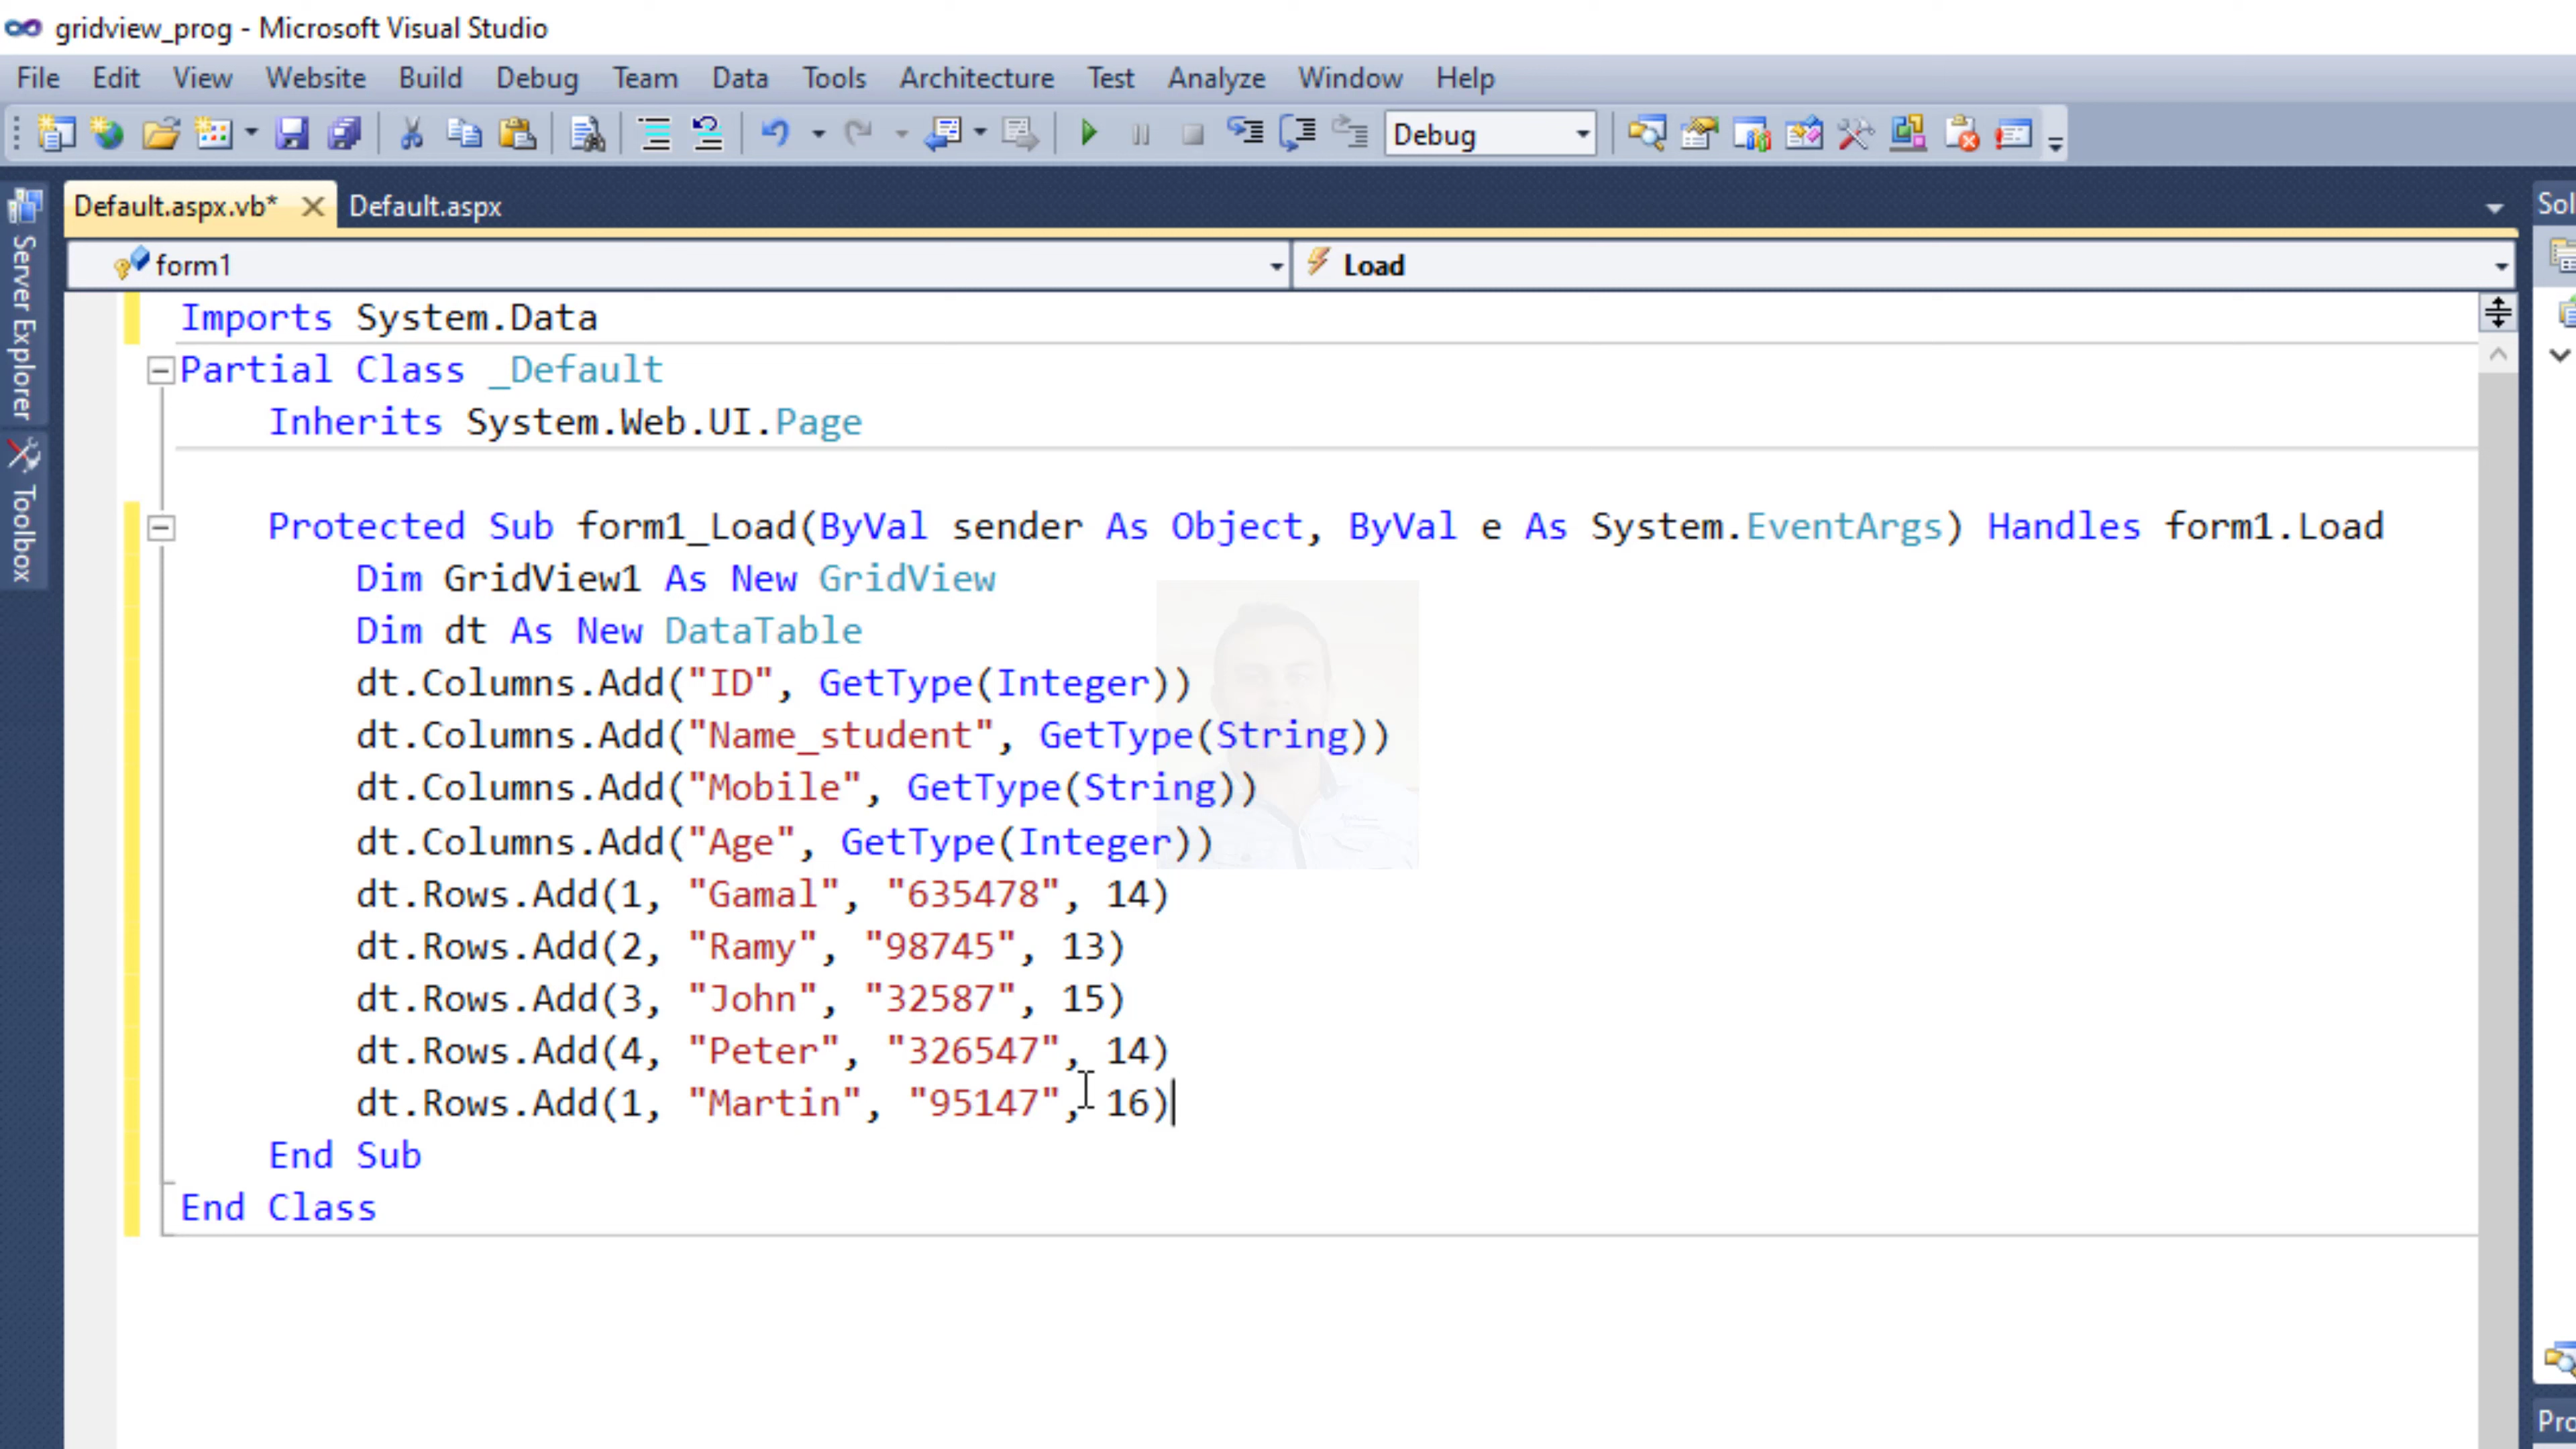 gridview_prog - Microsoft Visual Studio
File Edit View Website Build Debug Team Data Tools Architecture Test Analyze Window Help
Debug
Default.aspx.vb* Default.aspx
Sol
form1 Load
Server Explorer
Toolbox
Imports System.Data
Partial Class _Default
Inherits System.Web.UI.Page
Protected Sub form1_Load(ByVal sender As Object, ByVal e As System.EventArgs) Handles form1.Load
Dim GridView1 As New GridView
Dim dt As New DataTable
dt.Columns.Add("ID", GetType(Integer))
dt.Columns.Add("Name_student", GetType(String))
dt.Columns.Add("Mobile", GetType(String))
dt.Columns.Add("Age", GetType(Integer))
dt.Rows.Add(1, "Gamal", "635478", 14)
dt.Rows.Add(2, "Ramy", "98745", 13)
dt.Rows.Add(3, "John", "32587", 15)
dt.Rows.Add(4, "Peter", "326547", 14)
dt.Rows.Add(1, "Martin", "95147", 16)
End Sub
End Class
Pro